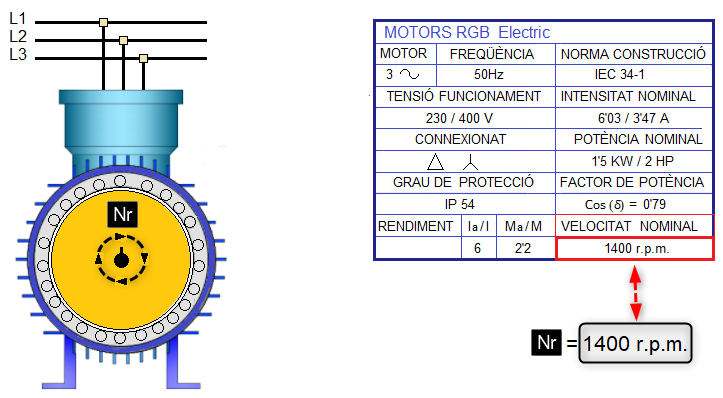 L1
L2
L3
Nr
MOTORS RGB Electric
MOTOR FREQÜÈNCIA NORMA CONSTRUCCIÓ
3 50Hz IEC 34-1
TENSIÓ FUNCIONAMENT INTENSITAT NOMINAL
230 / 400 V 6'03 / 3'47 A
CONNEXIONAT POTÈNCIA NOMINAL
1'5 KW / 2 HP
GRAU DE PROTECCIÓ FACTOR DE POTÈNCIA
IP 54 Cos (δ) = 0'79
RENDIMENT Ia / I Ma / M VELOCITAT NOMINAL
6 2'2 1400 r.p.m.
Nr = 1400 r.p.m.